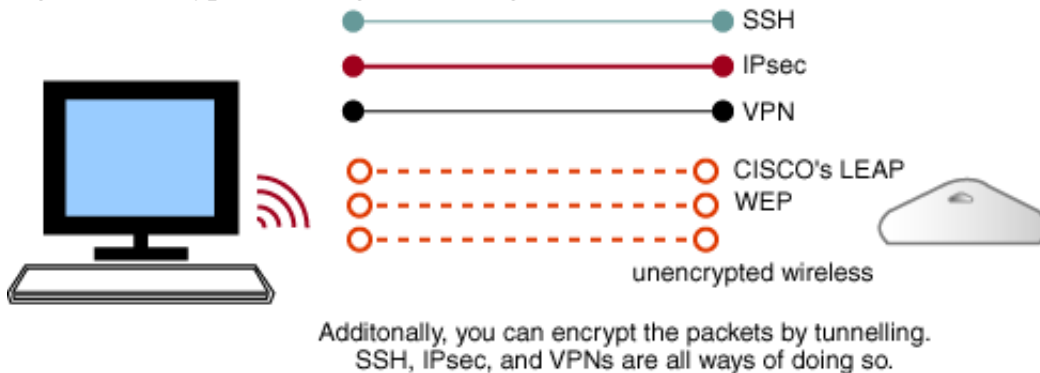 SSH
IPsec
VPN
CISCO's LEAP
WEP
unencrypted wireless
Additonally, you can encrypt the packets by tunnelling.
SSH, IPsec, and VPNs are all ways of doing so.